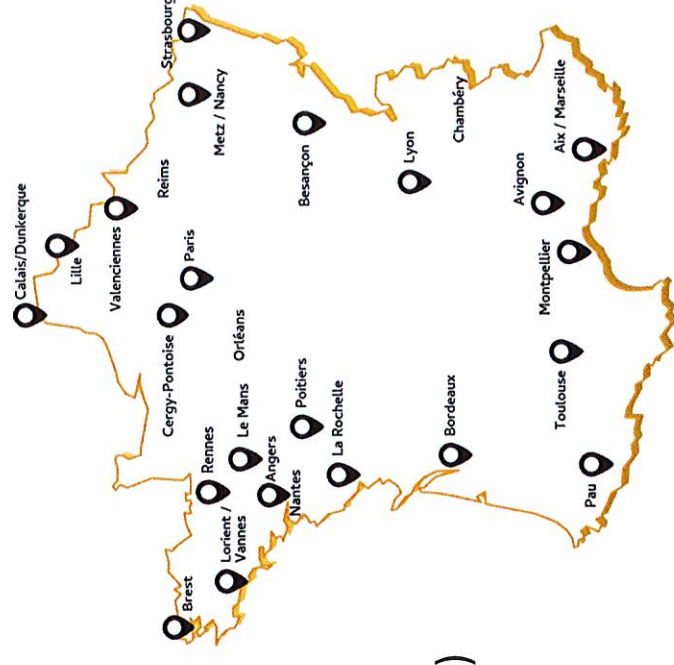 Calais/Dunkerque
Lille
Valenciennes
Reims
Metz / Nancy
Strasbourg
Cergy-Pontoise
Paris
Brest
Lorient /
Vannes
Rennes
Le Mans
Orléans
Angers
Nantes
Poitiers
La Rochelle
Besançon
Lyon
Chambéry
Bordeaux
Avignon
Aix / Marseille
Montpellier
Toulouse
Pau
)